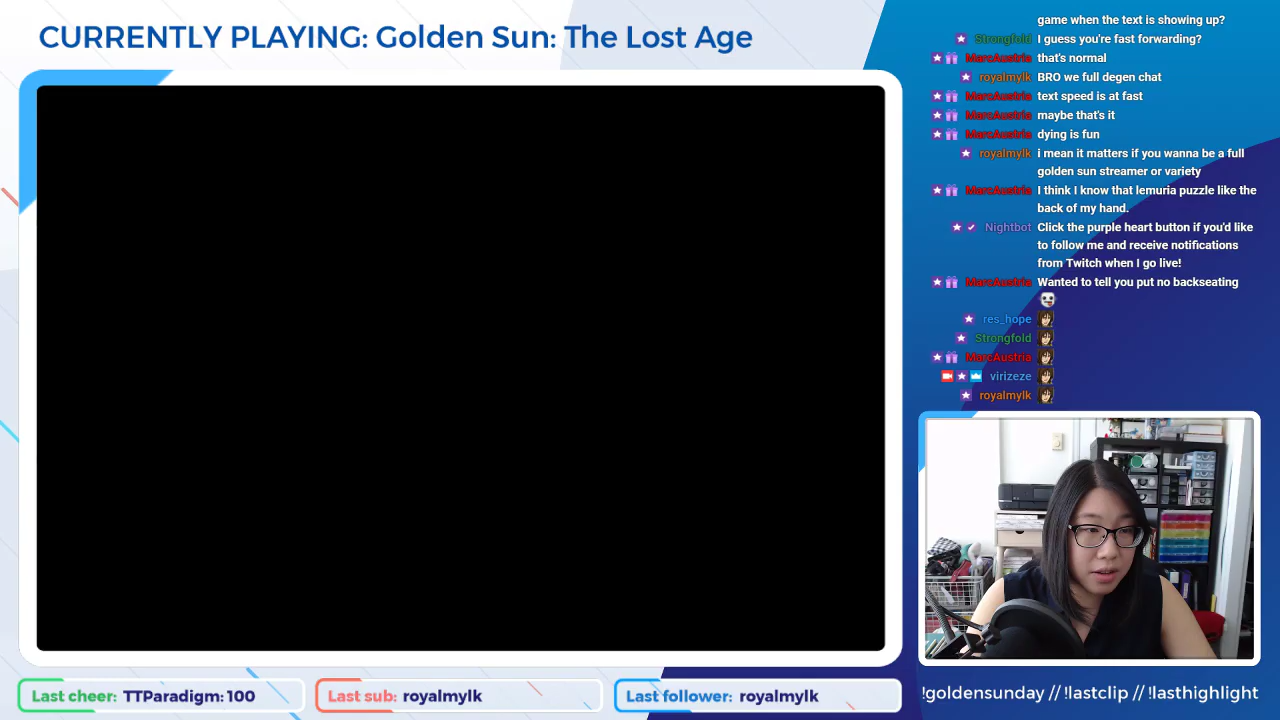 CURRENTLY PLAYING: Golden Sun: The Lost Age
game when the text is showing up?
Strongfold I guess you're fast forwarding?
MarcAustria that's normal
royalmylk BRO we full degen chat
MarcAustria text speed is at fast
MarcAustria maybe that's it
MarcAustria dying is fun
royalmylk i mean it matters if you wanna be a full
golden sun streamer or variety
MarcAustria I think I know that lemuria puzzle like the
back of my hand.
Nightbot Click the purple heart button if you'd like
to follow me and receive notifications
from Twitch when I go live!
MarcAustria Wanted to tell you put no backseating
res_hope
Strongfold
MarcAustria
virizeze
royalmylk
Last cheer: TTParadigm: 100
Last sub: royalmylk
Last follower: royalmylk
!goldensunday // !lastclip // !lasthighlight